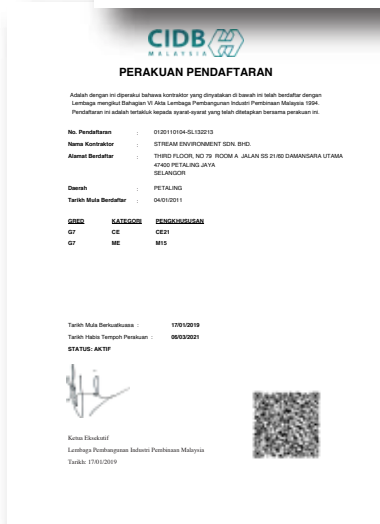 CIDB
MALAYSIA
PERAKUAN PENDAFTARAN
Adalah dengan ini diperakui bahawa kontraktor yang dinyatakan di bawah ini telah berdaftar dengan
Lembaga mengikut Bahagian VI Akta Lembaga Pembangunan Industri Pembinaan Malaysia 1994.
Pendaftaran ini adalah tertakluk kepada syarat-syarat yang telah ditetapkan bersama perakuan ini.
No. Pendaftaran : 0120110104-SL132213
Nama Kontraktor : STREAM ENVIRONMENT SDN. BHD.
Alamat Berdaftar : THIRD FLOOR, NO 79 ROOM A JALAN SS 21/60 DAMANSARA UTAMA
47400 PETALING JAYA
SELANGOR
Daerah : PETALING
Tarikh Mula Berdaftar : 04/01/2011
GRED KATEGORI PENGKHUSUSAN
G7 CE CE21
G7 ME M15
Tarikh Mula Berkuatkuasa : 17/01/2019
Tarikh Habis Tempoh Perakuan : 06/03/2021
STATUS: AKTIF
Ketua Eksekutif
Lembaga Pembangunan Industri Pembinaan Malaysia
Tarikh: 17/01/2019